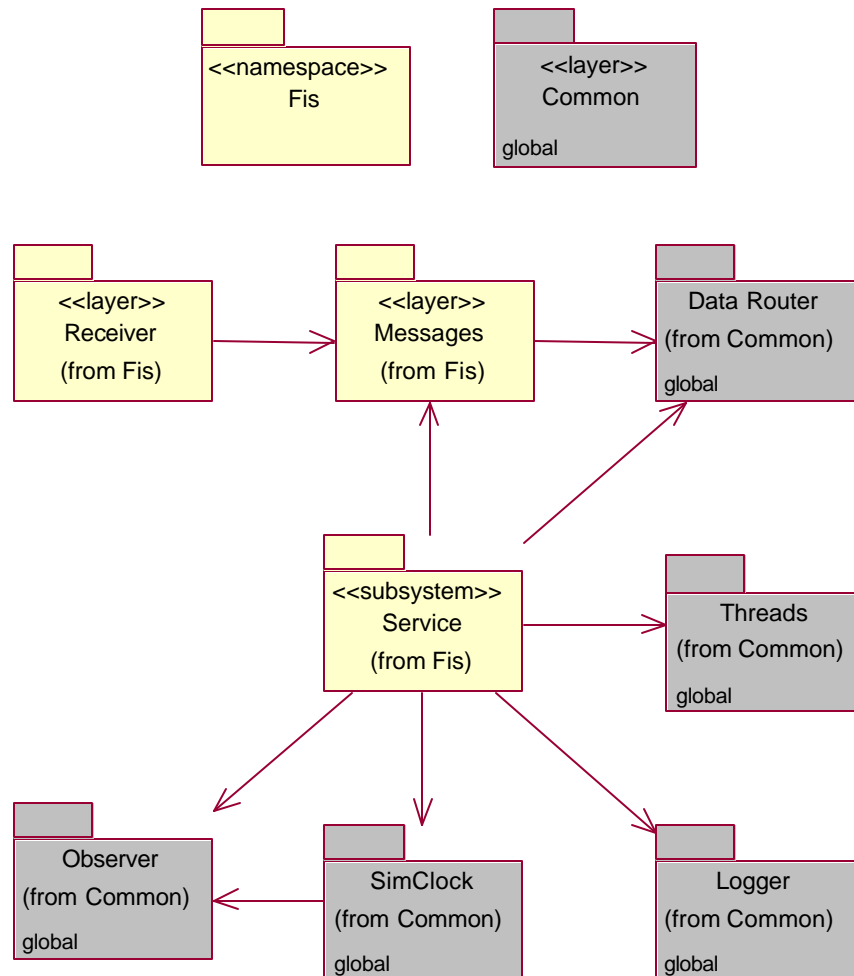 <<namespace>>
Fis
<<layer>>
Common
global
<<layer>>
Receiver
(from Fis)
<<layer>>
Messages
(from Fis)
Data Router
(from Common)
global
<<subsystem>>
Service
(from Fis)
Threads
(from Common)
global
Observer
(from Common)
global
SimClock
(from Common)
global
Logger
(from Common)
global